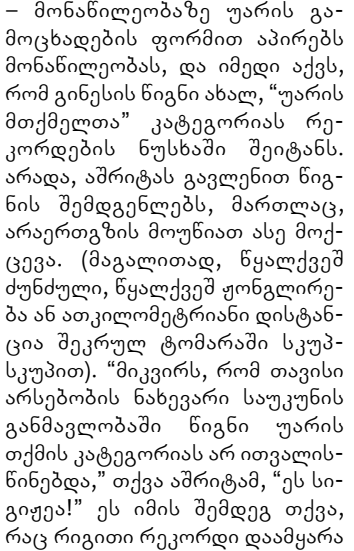 – მონაწილეობაზე უარის გა-
მოცხადების ფორმით აპირებს
მონაწილეობას, და იმედი აქვს,
რომ გინესის წიგნი ახალ, “უარის
მთქმელთა” კატეგორიას რე-
კორდების ნუსხაში შეიტანს.
არადა, აშრიტას გავლენით წიგ-
ნის შემდგენლებს, მართლაც,
არაერთგზის მოუწიათ ასე მოქ-
ცევა. (მაგალითად, წყალქვეშ
ძუნძული, წყალქვეშ ჟონგლირე-
ბა ან ათკილომეტრიანი დისტან-
ცია შეკრულ ტომარაში სკუპ-
სკუპით). “მიკვირს, რომ თავისი
არსებობის ნახევარი საუკუნის
განმავლობაში წიგნი უარის
თქმის კატეგორიას არ ითვალის-
წინებდა,” თქვა აშრიტამ, “ეს სი-
გიჟეა!” ეს იმის შემდეგ თქვა,
რაც რიგითი რეკორდი დაამყარა